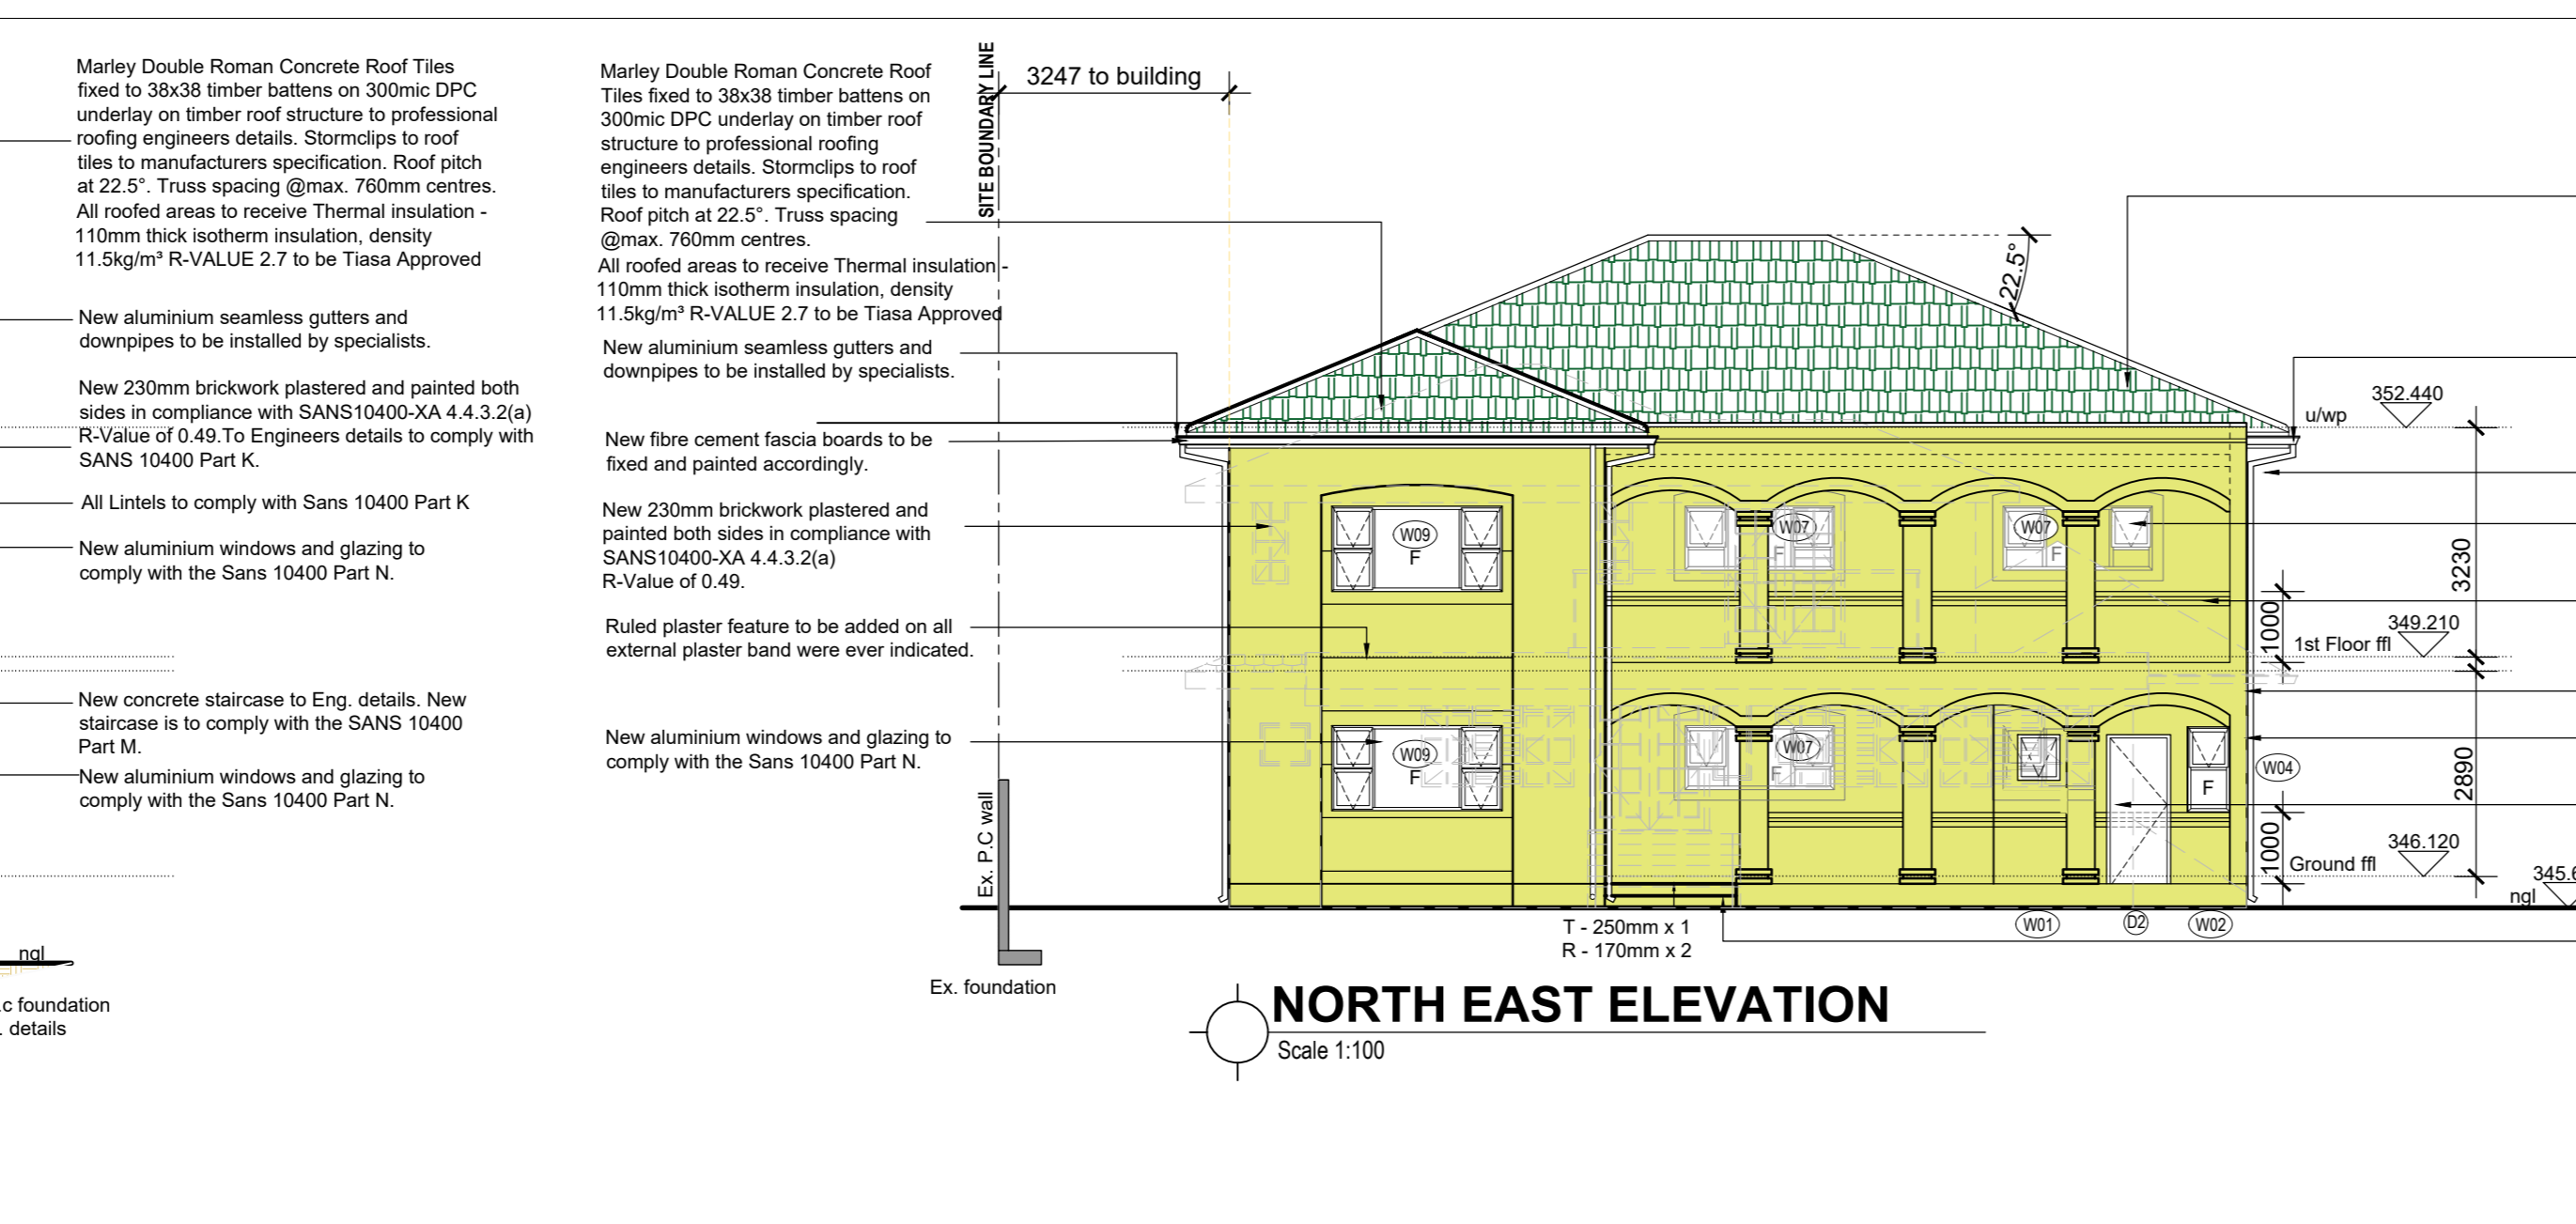 Marley Double Roman Concrete Roof Tiles
fixed to 38x38 timber battens on 300mic DPC
underlay on timber roof structure to professional
roofing engineers details. Stormclips to roof
tiles to manufacturers specification. Roof pitch
at 22.5°. Truss spacing @max. 760mm centres.
All roofed areas to receive Thermal insulation -
110mm thick isotherm insulation, density
11.5kg/m³ R-VALUE 2.7 to be Tiasa Approved
New aluminium seamless gutters and
downpipes to be installed by specialists.
New 230mm brickwork plastered and painted both
sides in compliance with SANS10400-XA 4.4.3.2(a)
R-Value of 0.49.To Engineers details to comply with
SANS 10400 Part K.
All Lintels to comply with Sans 10400 Part K
New aluminium windows and glazing to
comply with the Sans 10400 Part N.
New concrete staircase to Eng. details. New
staircase is to comply with the SANS 10400
Part M.
New aluminium windows and glazing to
comply with the Sans 10400 Part N.
ngl
.c foundation
. details
Marley Double Roman Concrete Roof
Tiles fixed to 38x38 timber battens on
300mic DPC underlay on timber roof
structure to professional roofing
engineers details. Stormclips to roof
tiles to manufacturers specification.
Roof pitch at 22.5°. Truss spacing
@max. 760mm centres.
All roofed areas to receive Thermal insulation -
110mm thick isotherm insulation, density
11.5kg/m³ R-VALUE 2.7 to be Tiasa Approved
New aluminium seamless gutters and
downpipes to be installed by specialists.
New fibre cement fascia boards to be
fixed and painted accordingly.
New 230mm brickwork plastered and
painted both sides in compliance with
SANS10400-XA 4.4.3.2(a)
R-Value of 0.49.
Ruled plaster feature to be added on all
external plaster band were ever indicated.
New aluminium windows and glazing to
comply with the Sans 10400 Part N.
SITE BOUNDARY LINE
3247 to building
Ex. P.C wall
Ex. foundation
22.5°
W09
F
W07
F
W07
F
W09
F
W07
F
F
W04
W01
D2
W02
T - 250mm x 1
R - 170mm x 2
352.440
u/wp
3230
1000
349.210
1st Floor ffl
2890
1000
346.120
Ground ffl
345.6
ngl
NORTH EAST ELEVATION
Scale 1:100